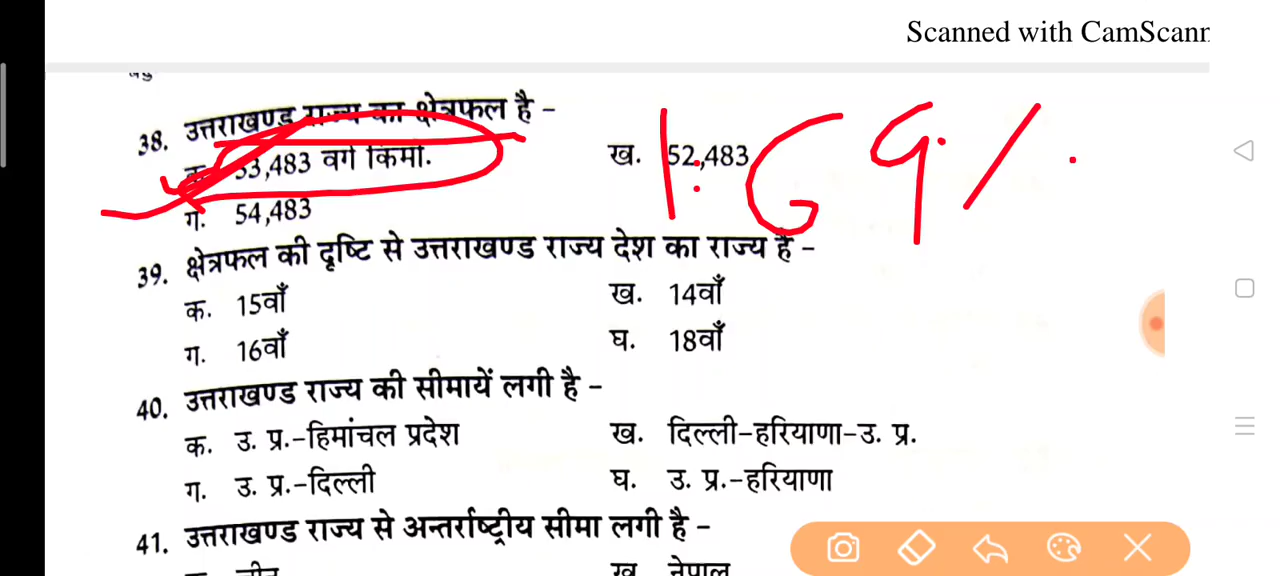 Scanned with CamScanr
38. उत्तराखण्ड राज्य का क्षेत्रफल है –
क. 53,483 वर्ग किमी. ख. 52,483
1.69%
ग. 54,483
39. क्षेत्रफल की दृष्टि से उत्तराखण्ड राज्य देश का राज्य है –
क. 15वाँ ख. 14वाँ
ग. 16वाँ घ. 18वाँ
40. उत्तराखण्ड राज्य की सीमायें लगी है –
क. उ. प्र.-हिमांचल प्रदेश ख. दिल्ली-हरियाणा-उ. प्र.
ग. उ. प्र.-दिल्ली घ. उ. प्र.-हरियाणा
41. उत्तराखण्ड राज्य से अन्तर्राष्ट्रीय सीमा लगी है –
चीन ख नेपाल